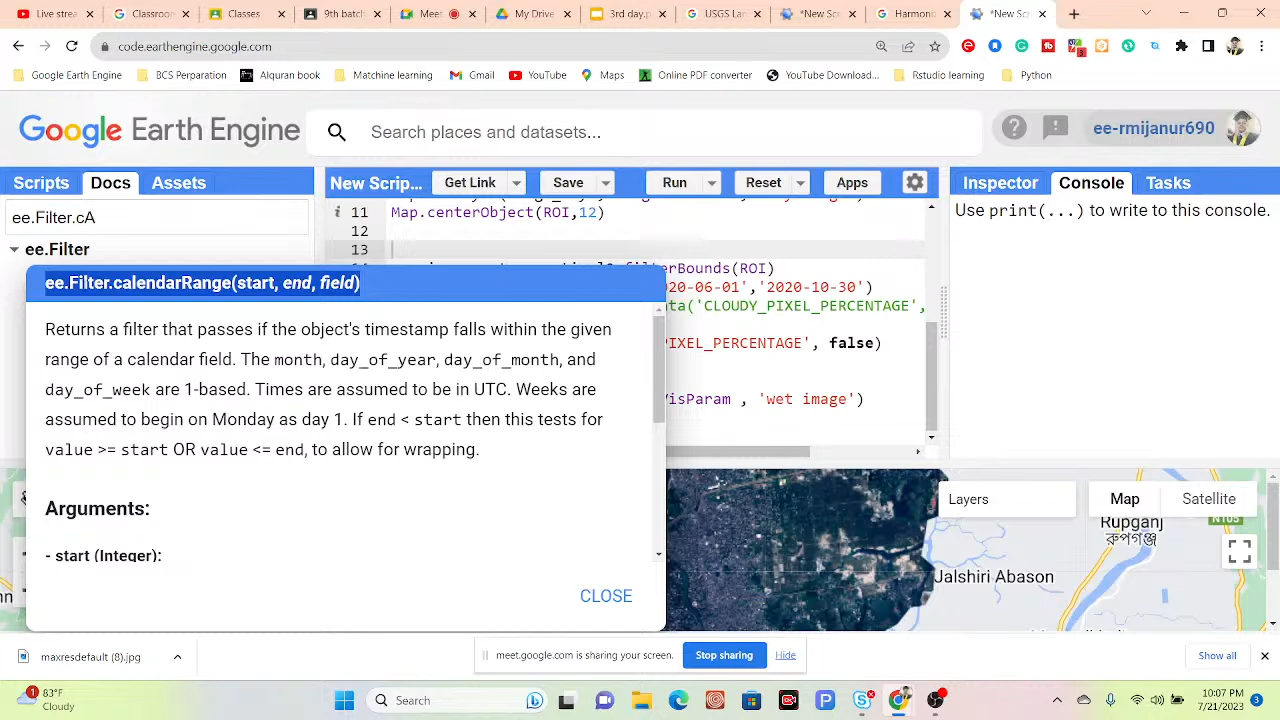 Live strea
Classroom
Classes
9th batch
Meet
My Drive
3rd day.p
USGS Lan
*New Scr
Harmoni
*New Scr
code.earthengine.google.com
Google Earth Engine
BCS Perparation
Alquran book
Matchine learning
Gmail
YouTube
Maps
Online PDF converter
YouTube Download...
Rstudio learning
Python
Google Earth Engine
Search places and datasets...
ee-rmijanur690
Scripts
Docs
Assets
New Scrip...
Get Link
Save
Run
Reset
Apps
Inspector
Console
Tasks
ee.Filter.cA
ee.Filter
11 Map.centerObject(ROI,12)
12
13
filterBounds(ROI)
020-06-01','2020-10-30')
ta('CLOUDY_PIXEL_PERCENTAGE',
PIXEL_PERCENTAGE', false)
VisParam , 'wet image')
Use print(...) to write to this console.
ee.Filter.calendarRange(start, end, field)
Returns a filter that passes if the object's timestamp falls within the given
range of a calendar field. The month, day_of_year, day_of_month, and
day_of_week are 1-based. Times are assumed to be in UTC. Weeks are
assumed to begin on Monday as day 1. If end < start then this tests for
value >= start OR value <= end, to allow for wrapping.
Arguments:
- start (Integer):
CLOSE
Layers
Map
Satellite
Rupganj
রূপগঞ্জ
N105
Jalshiri Abason
maxresdefault (8).jpg
meet.google.com is sharing your screen.
Stop sharing
Hide
Show all
1
83°F
Cloudy
Search
10:07 PM
7/21/2023
3